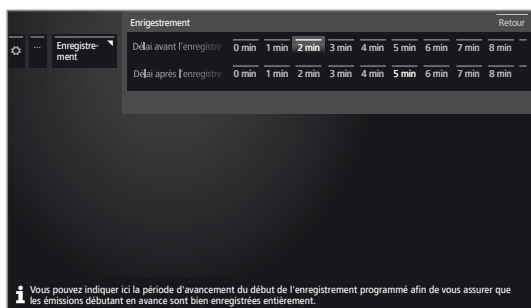 Enrigestrement
Retour
...
Enregistre-
ment
Délai avant l'enregistre
0 min 1 min 2 min 3 min 4 min 5 min 6 min 7 min 8 min
Délai après l'enregistre
0 min 1 min 2 min 3 min 4 min 5 min 6 min 7 min 8 min
Vous pouvez indiquer ici la période d'avancement du début de l'enregistrement programmé afin de vous assurer que
les émissions débutant en avance sont bien enregistrées entièrement.